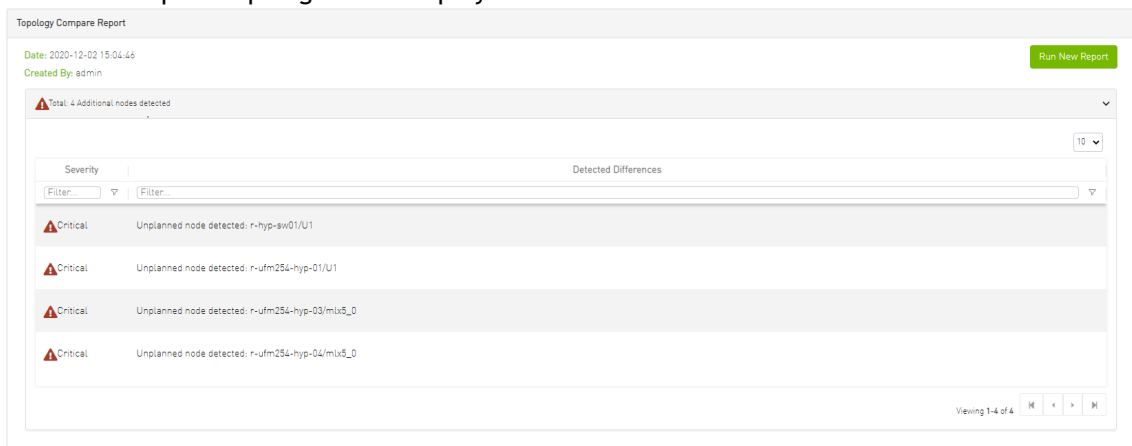 Topology Compare Report
Date: 2020-12-02 15:04:46
Run New Report
Created By: admin
Total: 4 Additional nodes detected
10
Severity Detected Differences
Filter... Filter...
Critical Unplanned node detected: r-hyp-sw01/U1
Critical Unplanned node detected: r-ufm254-hyp-01/U1
Critical Unplanned node detected: r-ufm254-hyp-03/mlx5_0
Critical Unplanned node detected: r-ufm254-hyp-04/mlx5_0
Viewing 1-4 of 4